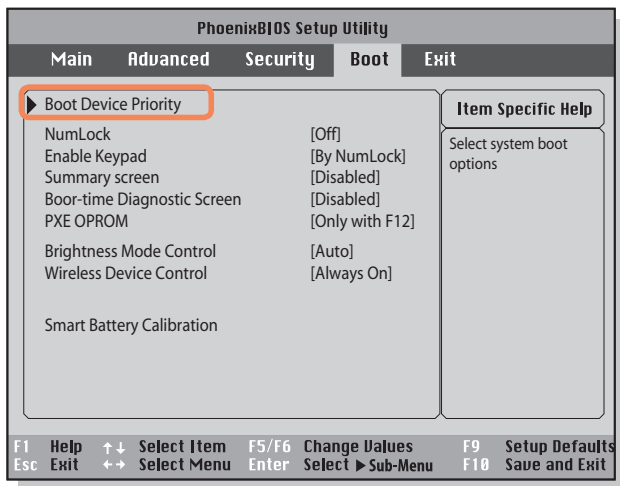 PhoenixBIOS Setup Utility
Main Advanced Security Boot Exit
Boot Device Priority
NumLock [Off]
Enable Keypad [By NumLock]
Summary screen [Disabled]
Boor-time Diagnostic Screen [Disabled]
PXE OPROM [Only with F12]
Brightness Mode Control [Auto]
Wireless Device Control [Always On]
Smart Battery Calibration
Item Specific Help
Select system boot
options
F1 Help ↑↓ Select Item F5/F6 Change Values F9 Setup Defaults
Esc Exit ←→ Select Menu Enter Select ▶Sub-Menu F10 Save and Exit